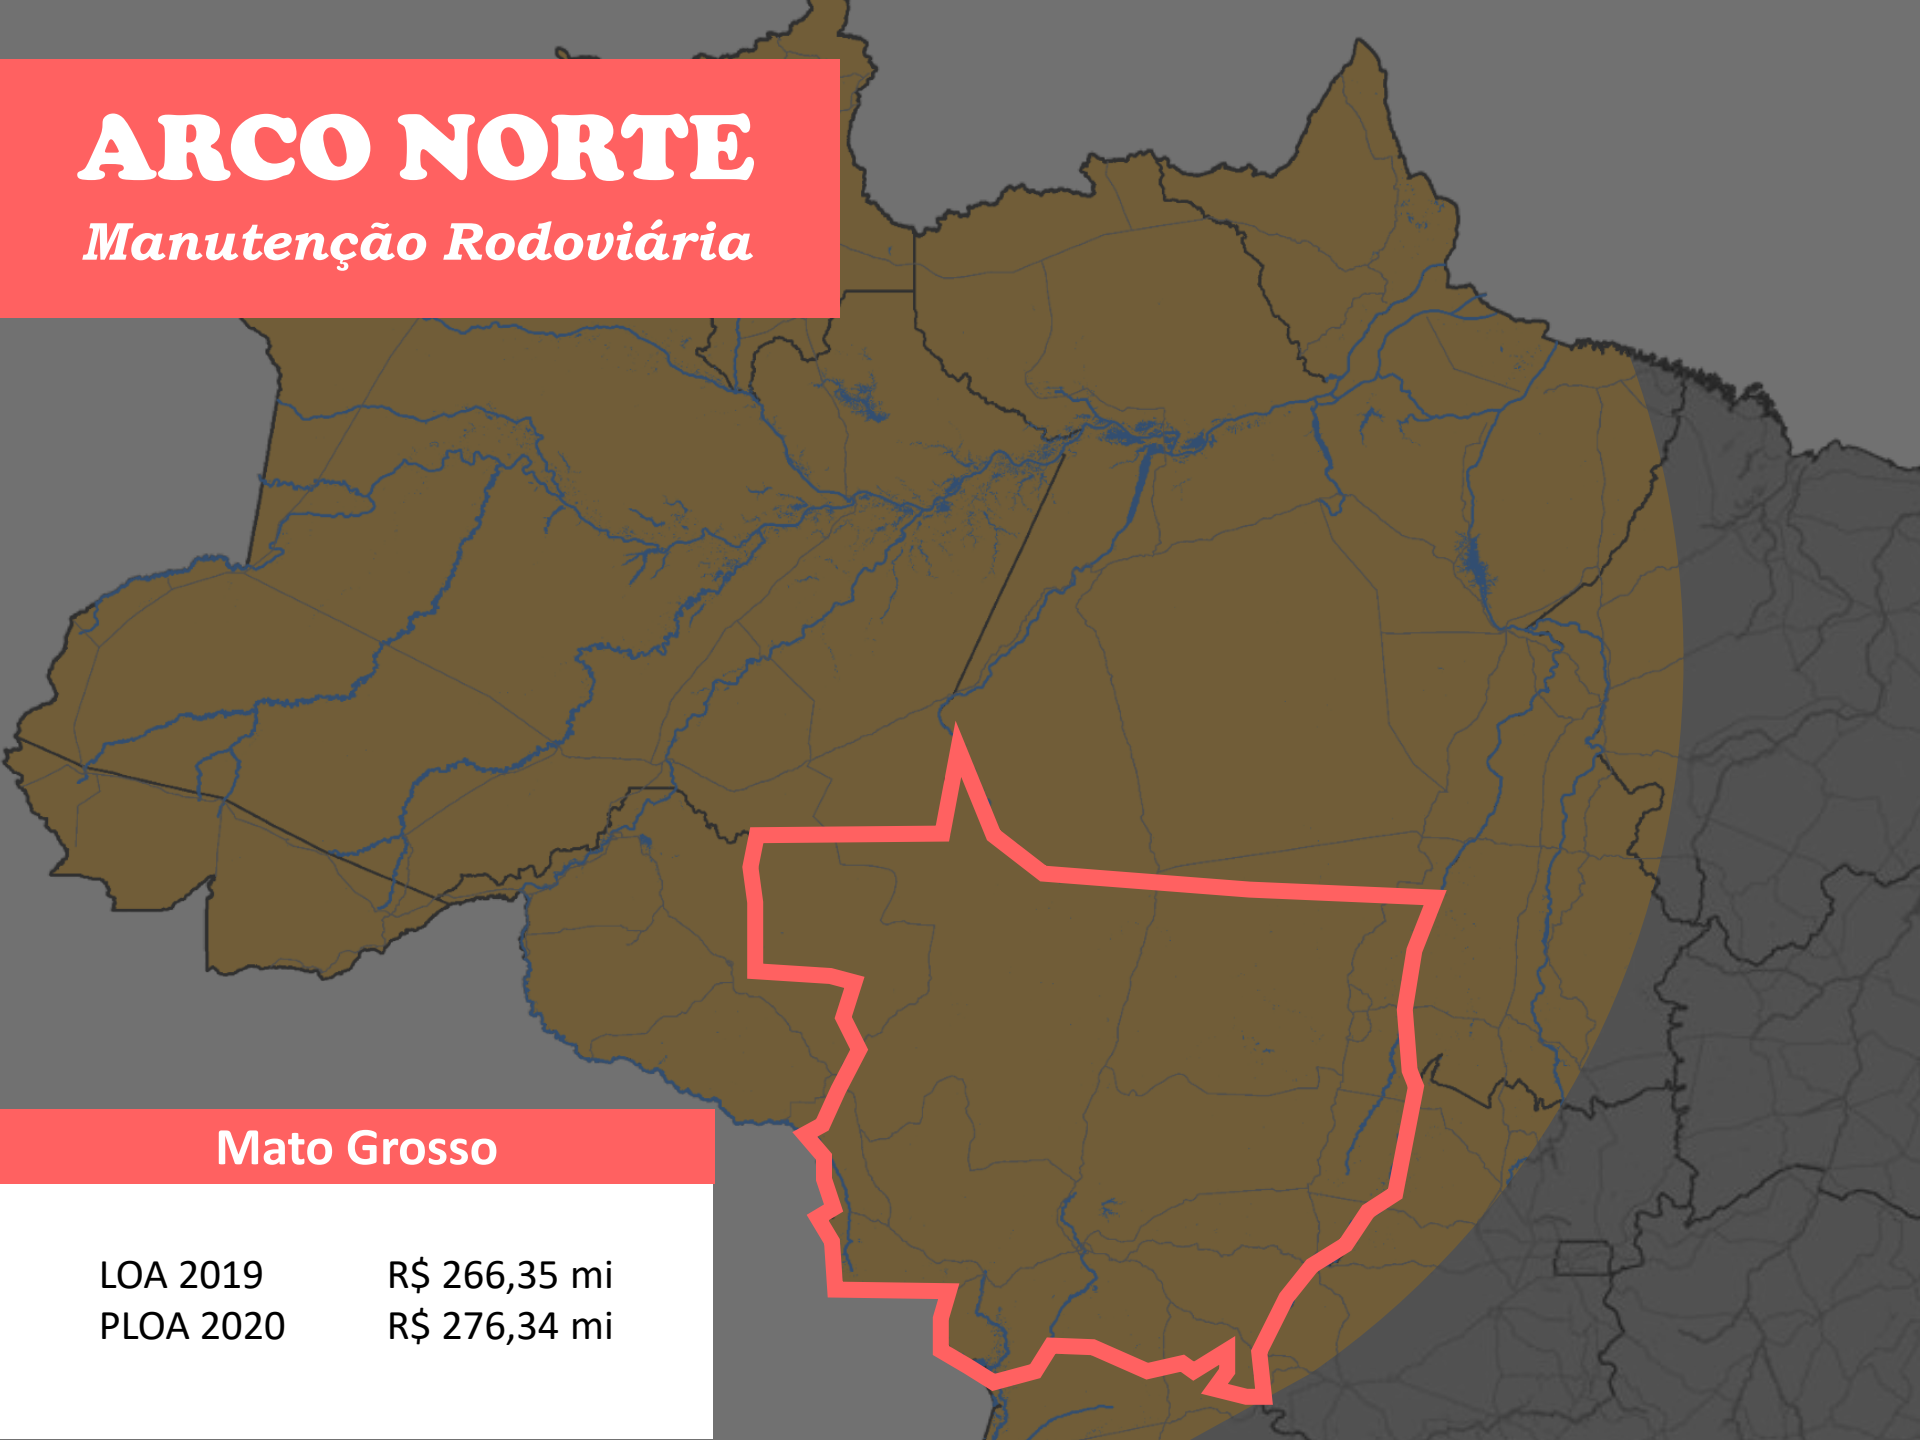 ARCO NORTE
Manutenção Rodoviária
Mato Grosso
LOA 2019 R$ 266,35 mi
PLOA 2020 R$ 276,34 mi